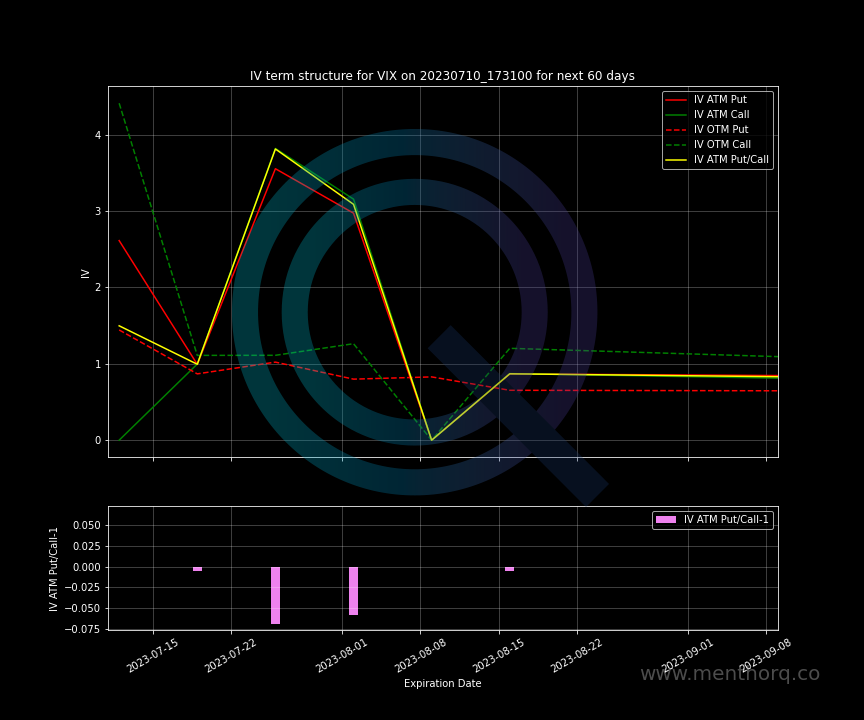 IV term structure for VIX on 20230710_173100 for next 60 days
IV ATM Put
IV ATM Call
IV OTM Put
IV OTM Call
IV ATM Put/Call
4
3
2
1
0
IV
IV ATM Put/Call-1
0.050
0.025
0.000
−0.025
−0.050
−0.075
IV ATM Put/Call-1
2023-07-15
2023-07-22
2023-08-01
2023-08-08
2023-08-15
2023-08-22
2023-09-01
2023-09-08
Expiration Date
www.menthorq.co